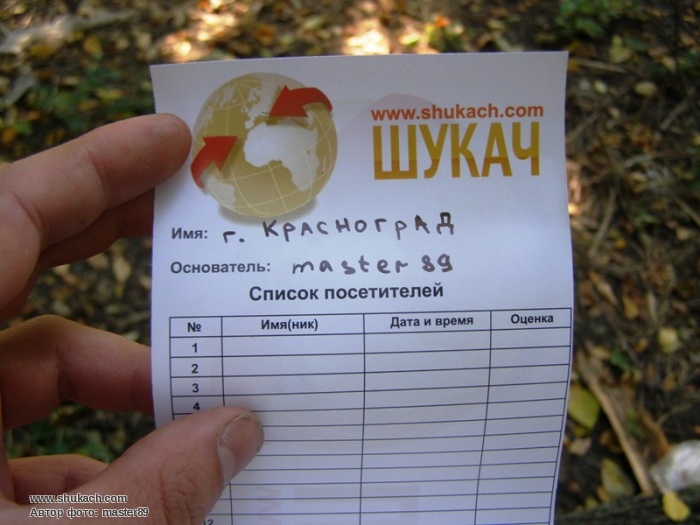 www.shukach.com
ШУКАЧ
Имя: г. КРАСНОГРАД
Основатель: master 89
Список посетителей
№ Имя(ник) Дата и время Оценка
1
2
3
4
12
www.shukach.com
Автор фото: master89